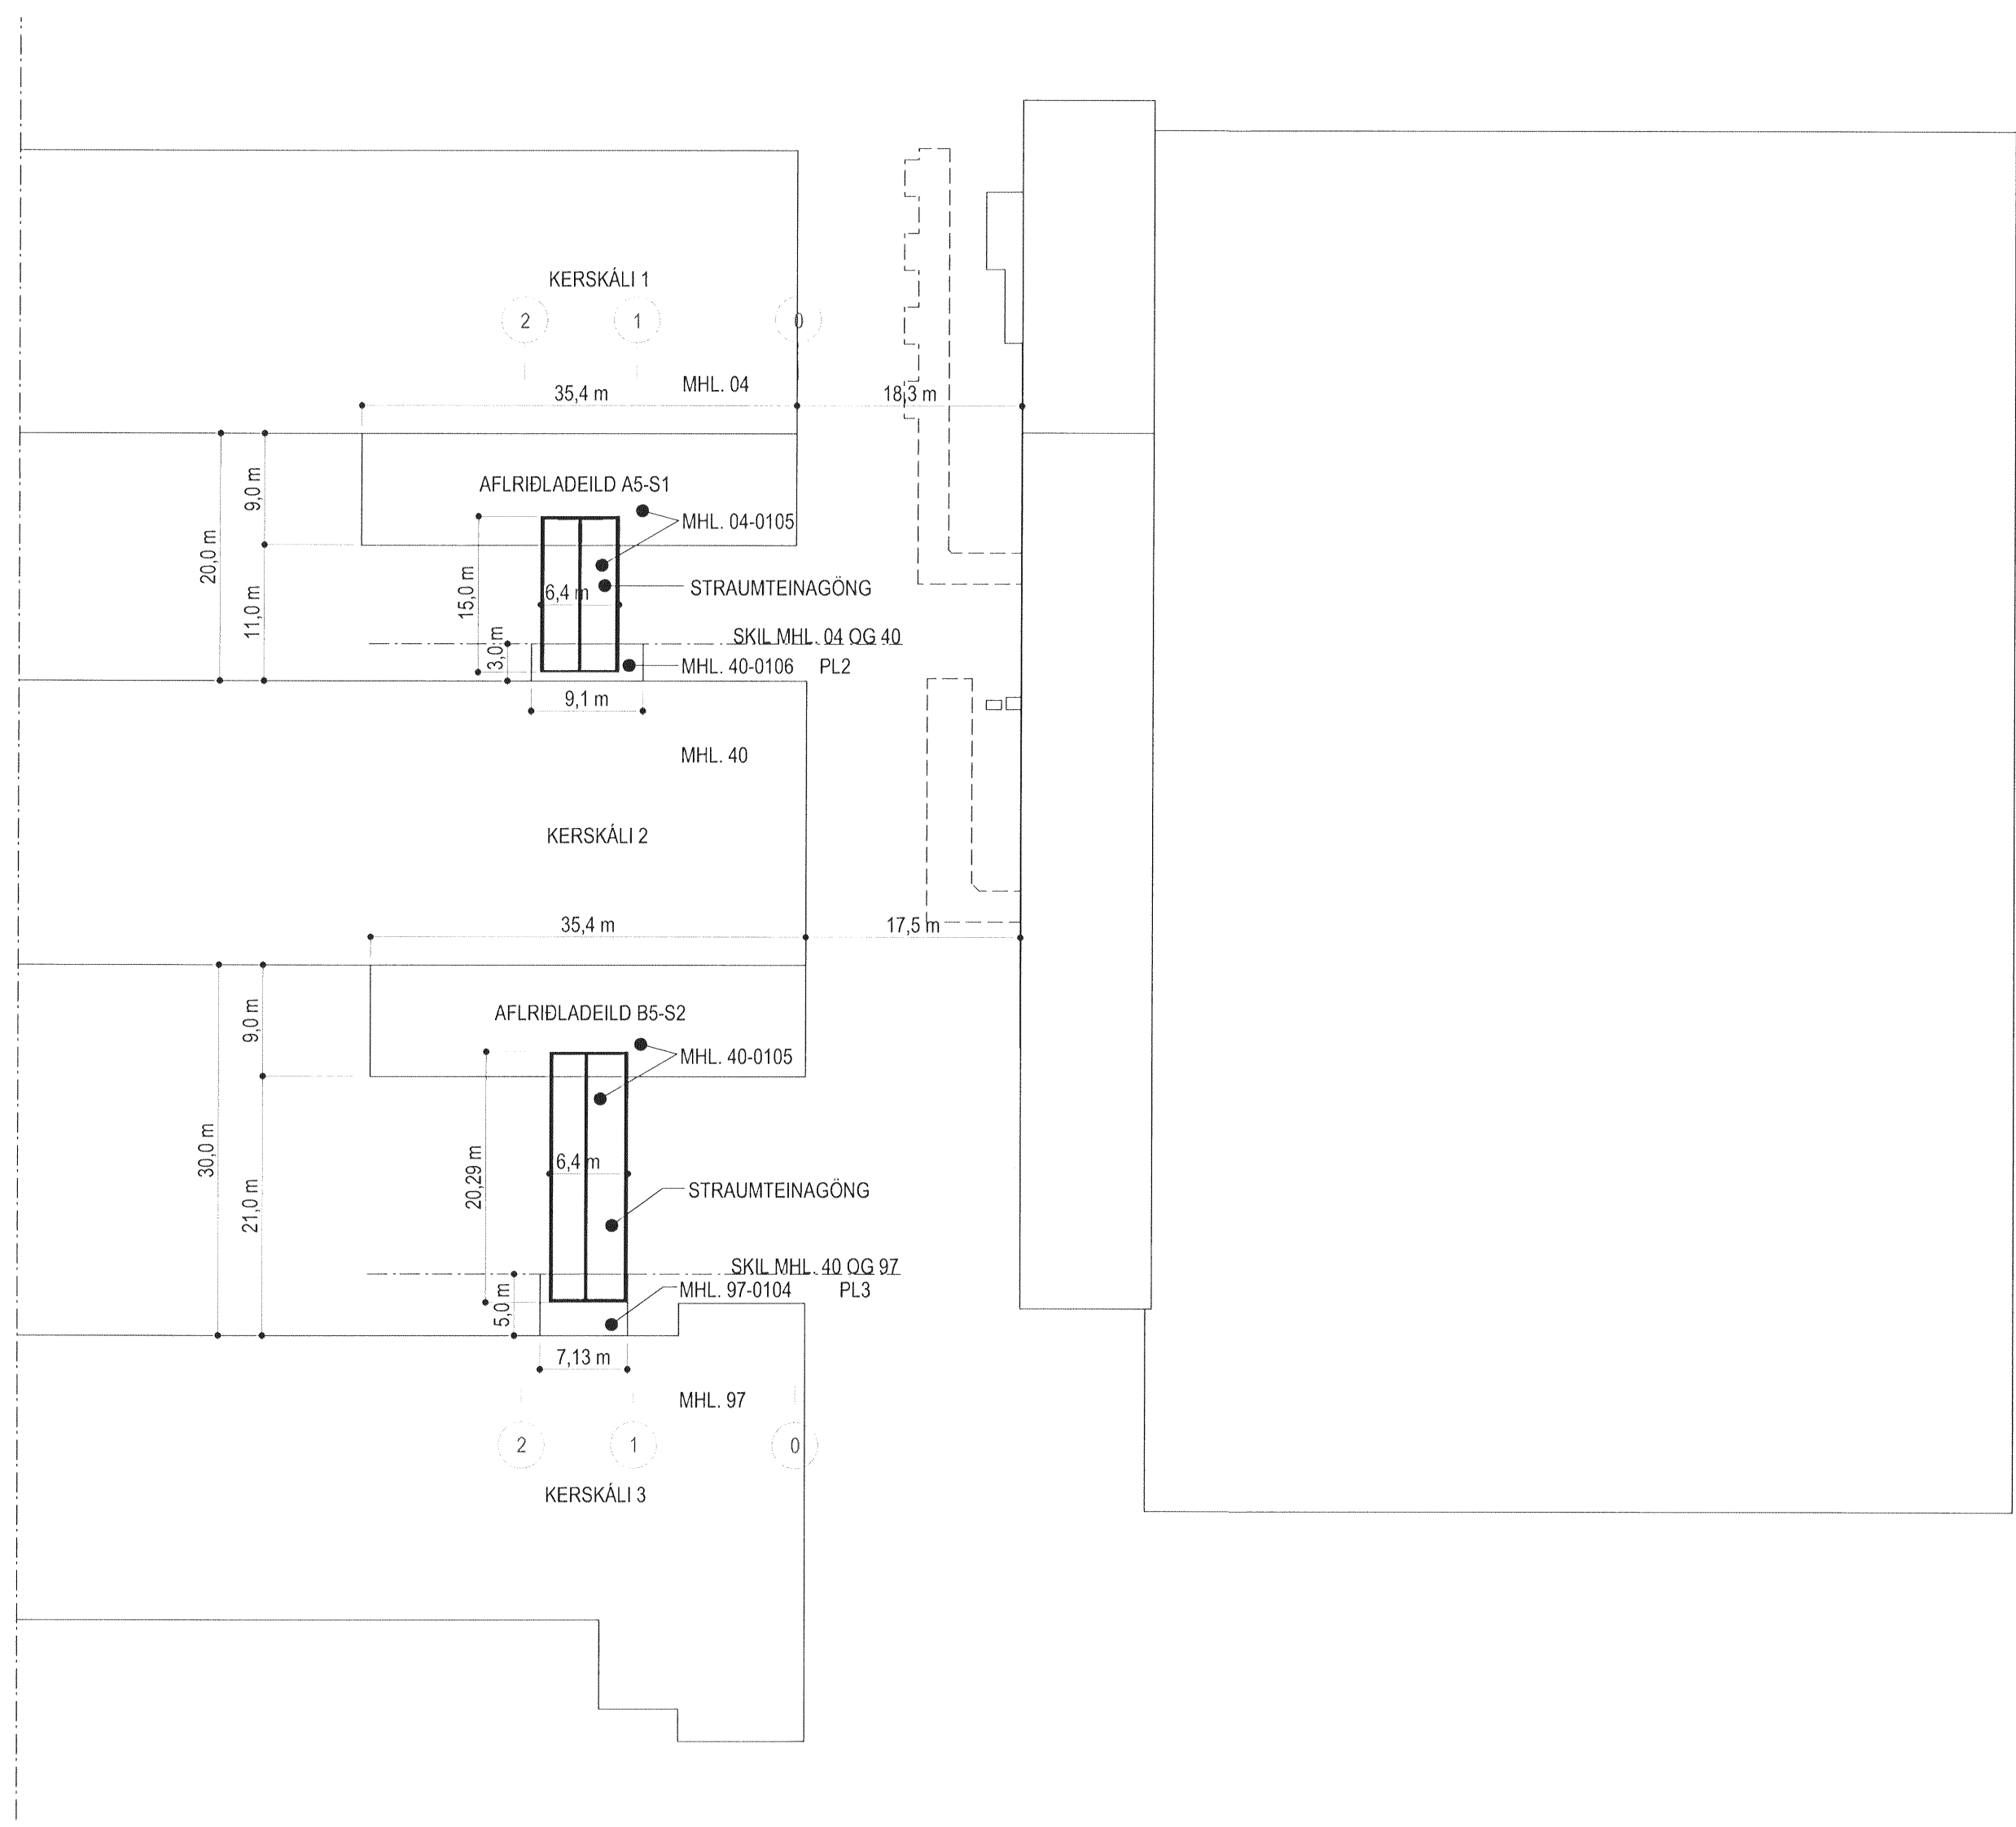 KERSKÁLI 1
2
1
0
MHL. 04
35,4 m
18,3 m
9,0 m
AFLRIÐLADEILD A5-S1
MHL. 04-0105
20,0 m
15,0 m
STRAUMTEINAGÖNG
6,4 m
11,0 m
SKIL MHL. 04 OG 40
3,0 m
MHL. 40-0106 PL2
9,1 m
MHL. 40
KERSKÁLI 2
35,4 m
17,5 m
9,0 m
AFLRIÐLADEILD B5-S2
MHL. 40-0105
30,0 m
6,4 m
20,29 m
STRAUMTEINAGÖNG
21,0 m
SKIL MHL. 40 OG 97
MHL. 97-0104 PL3
5,0 m
7,13 m
MHL. 97
2
1
0
KERSKÁLI 3